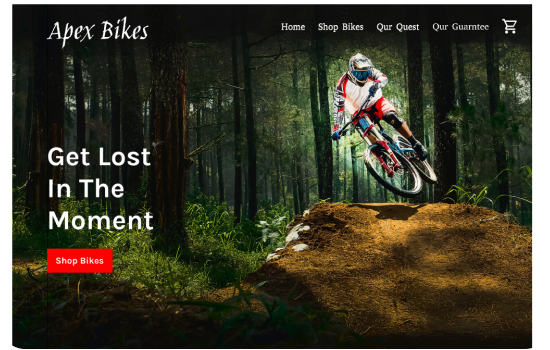 Apex Bikes
Home Shop Bikes Qur Quest Qur Guarntee
Get Lost
In The
Moment
Shop Bikes